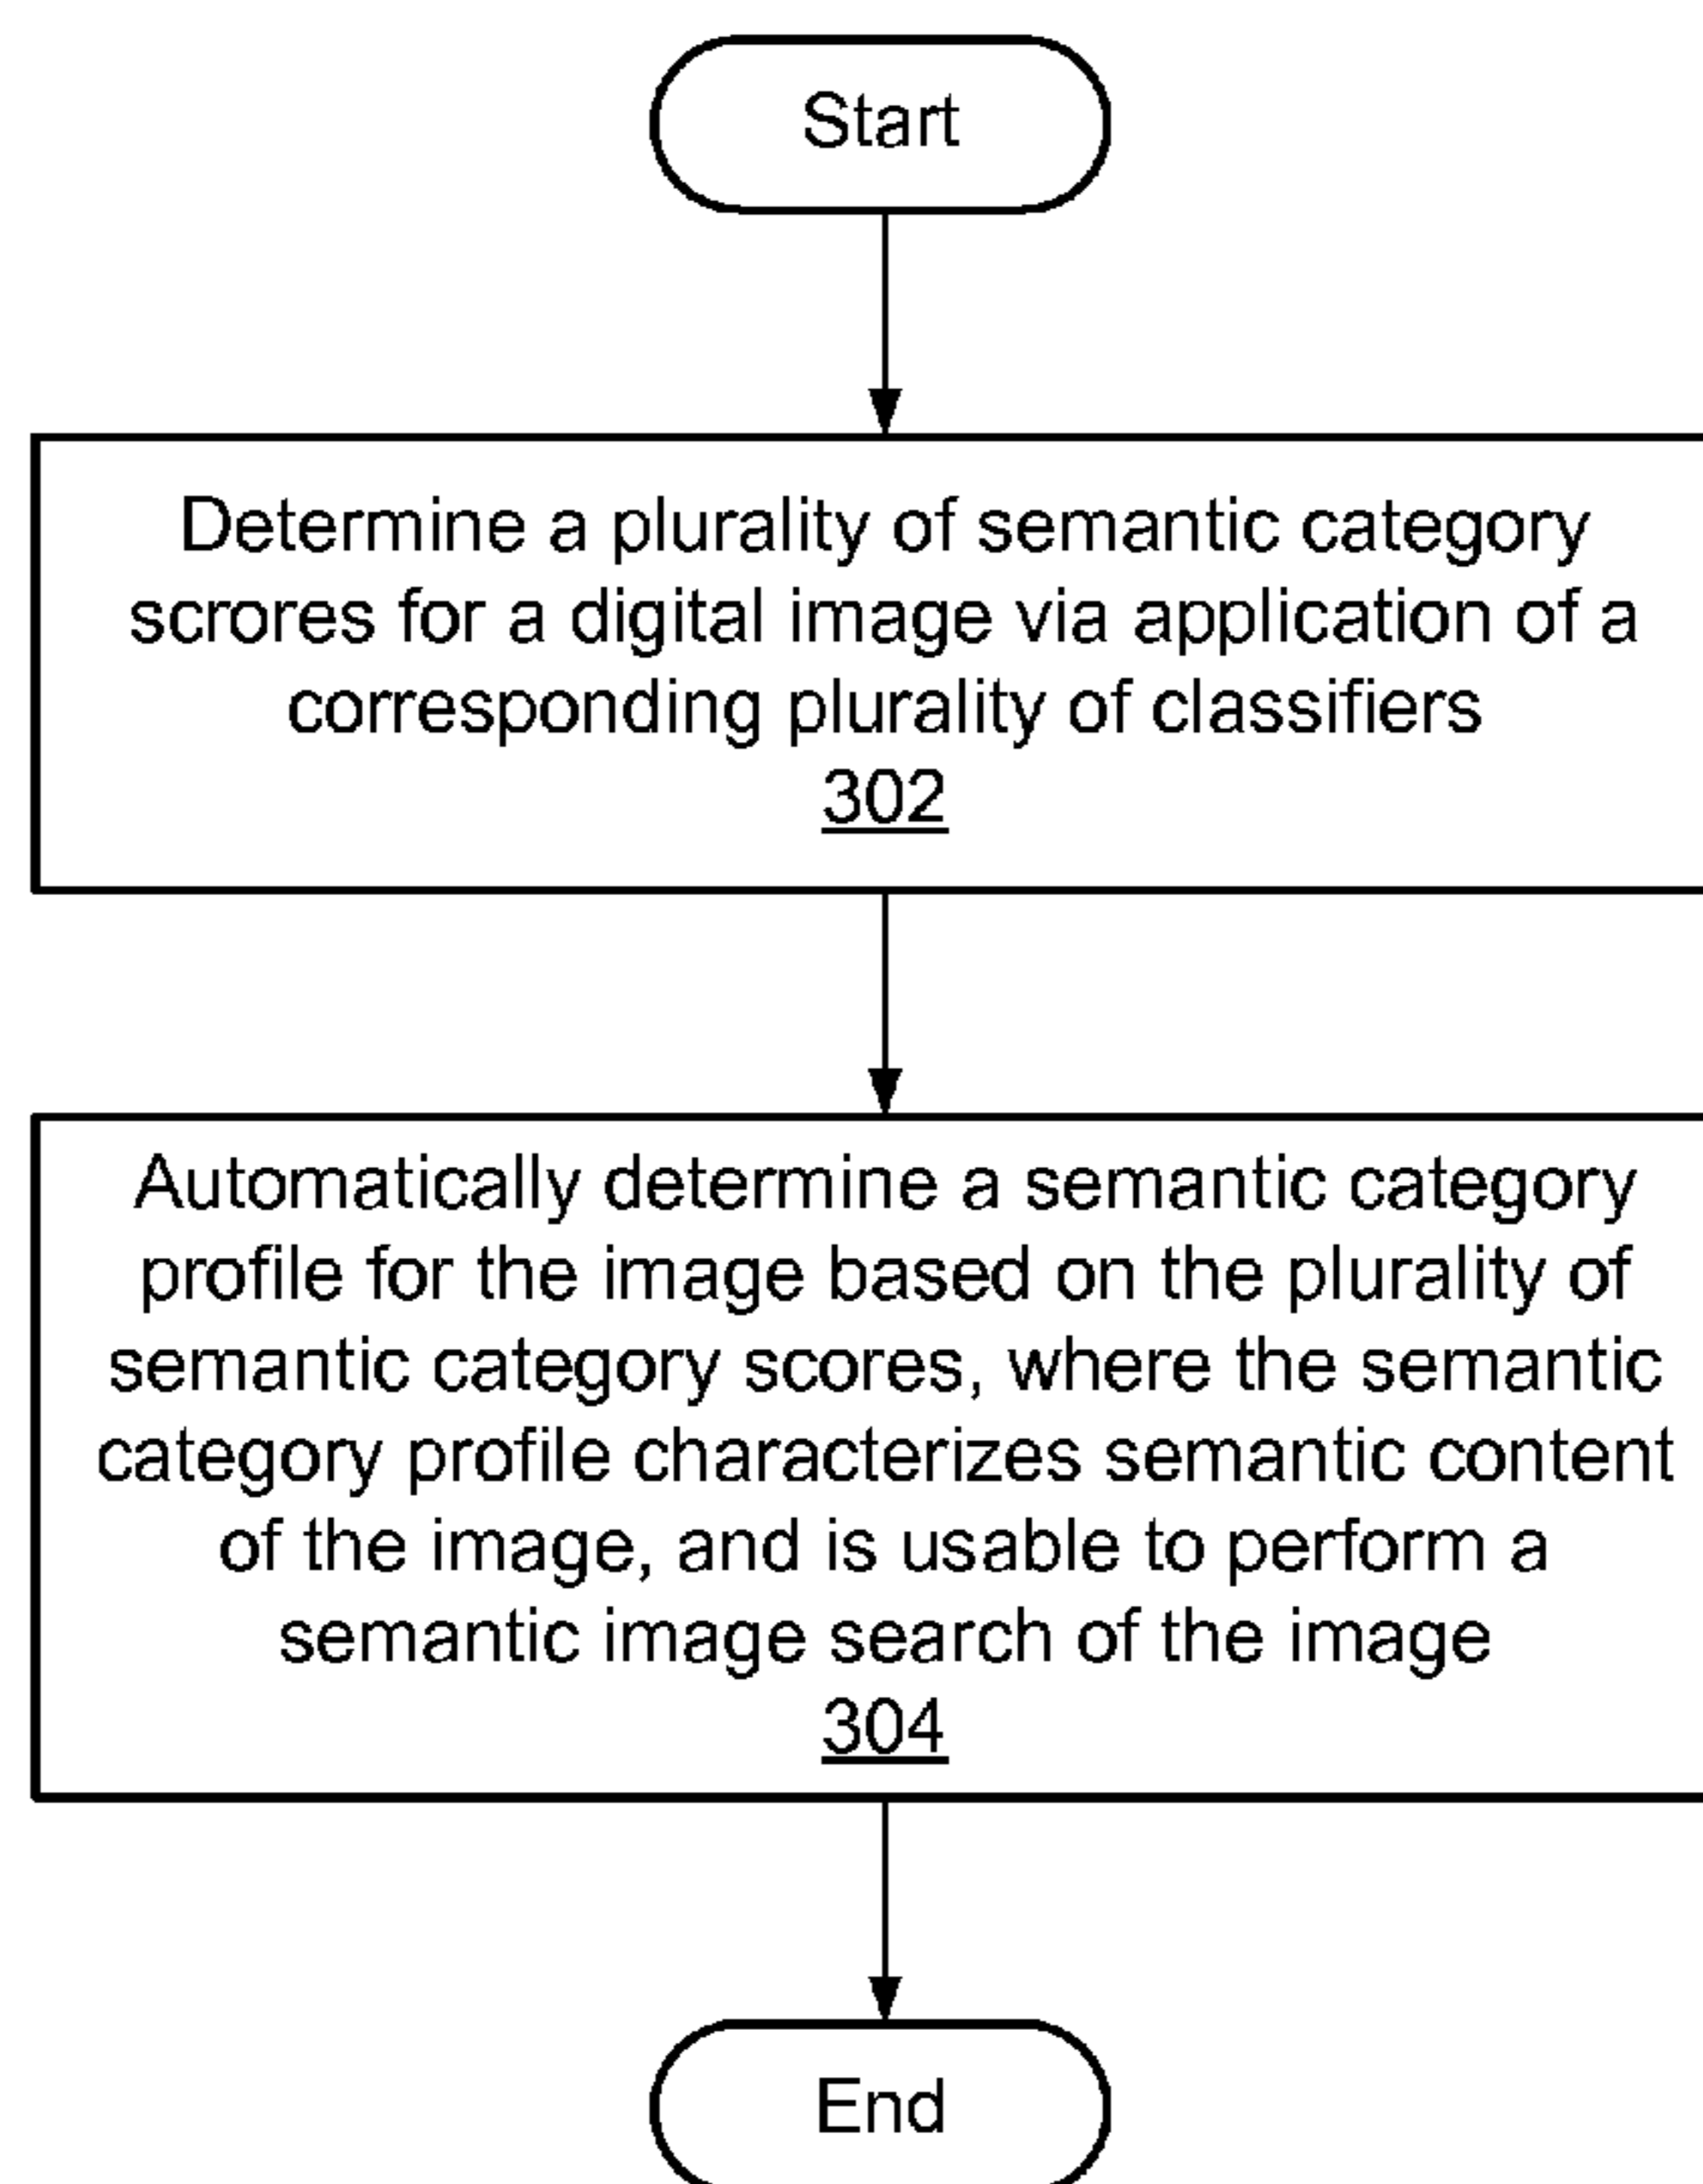 Start
Determine a plurality of semantic category
scrores for a digital image via application of a
corresponding plurality of classifiers
302
Automatically determine a semantic category
profile for the image based on the plurality of
semantic category scores, where the semantic
category profile characterizes semantic content
of the image, and is usable to perform a
semantic image search of the image
304
End